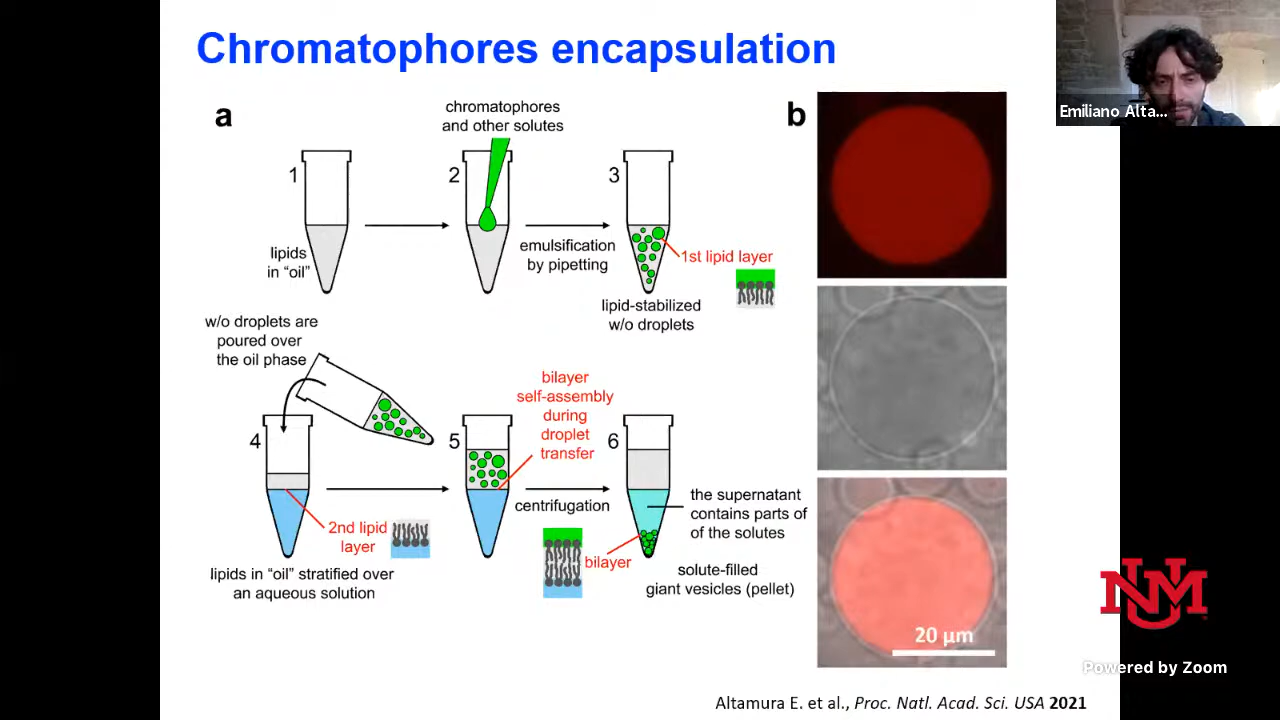 Chromatophores encapsulation
Emiliano Alta...
a
chromatophores
and other solutes
b
1
2
3
lipids
in “oil”
emulsification
by pipetting
1st lipid layer
lipid-stabilized
w/o droplets
w/o droplets are
poured over
the oil phase
4
5
6
bilayer
self-assembly
during
droplet
transfer
centrifugation
the supernatant
contains parts of
of the solutes
2nd lipid
layer
bilayer
lipids in “oil” stratified over
an aqueous solution
solute-filled
giant vesicles (pellet)
20 µm
UNM
Powered by Zoom
Altamura E. et al., Proc. Natl. Acad. Sci. USA 2021